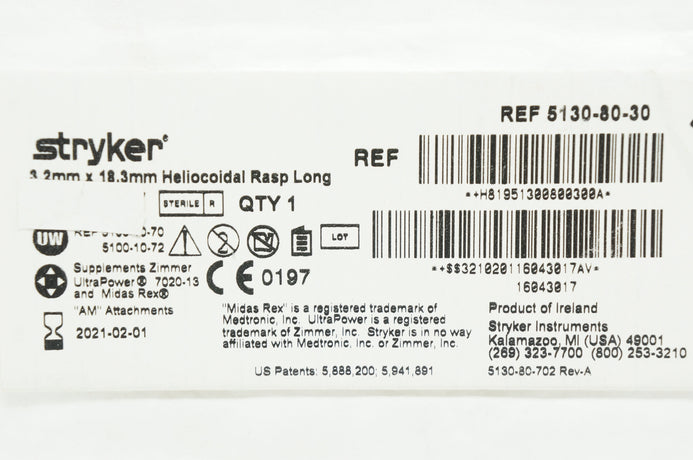 REF 5130-80-30
stryker®
REF
3.2mm x 18.3mm Heliocoidal Rasp Long
*+H81951300800300A*
STERILE R
QTY 1
UW
5100-10-72
LOT
*+$$321020116043017AV*
16043017
Supplements Zimmer
UltraPower® 7020-13
and Midas Rex®
"AM" Attachments
CE 0197
2021-02-01
"Midas Rex" is a registered trademark of
Medtronic, Inc. UltraPower is a registered
trademark of Zimmer, Inc. Stryker is in no way
affiliated with Medtronic, Inc. or Zimmer, Inc.
US Patents: 5,888,200; 5,941,891
Product of Ireland
Stryker Instruments
Kalamazoo, MI (USA) 49001
(269) 323-7700 (800) 253-3210
5130-80-702 Rev-A